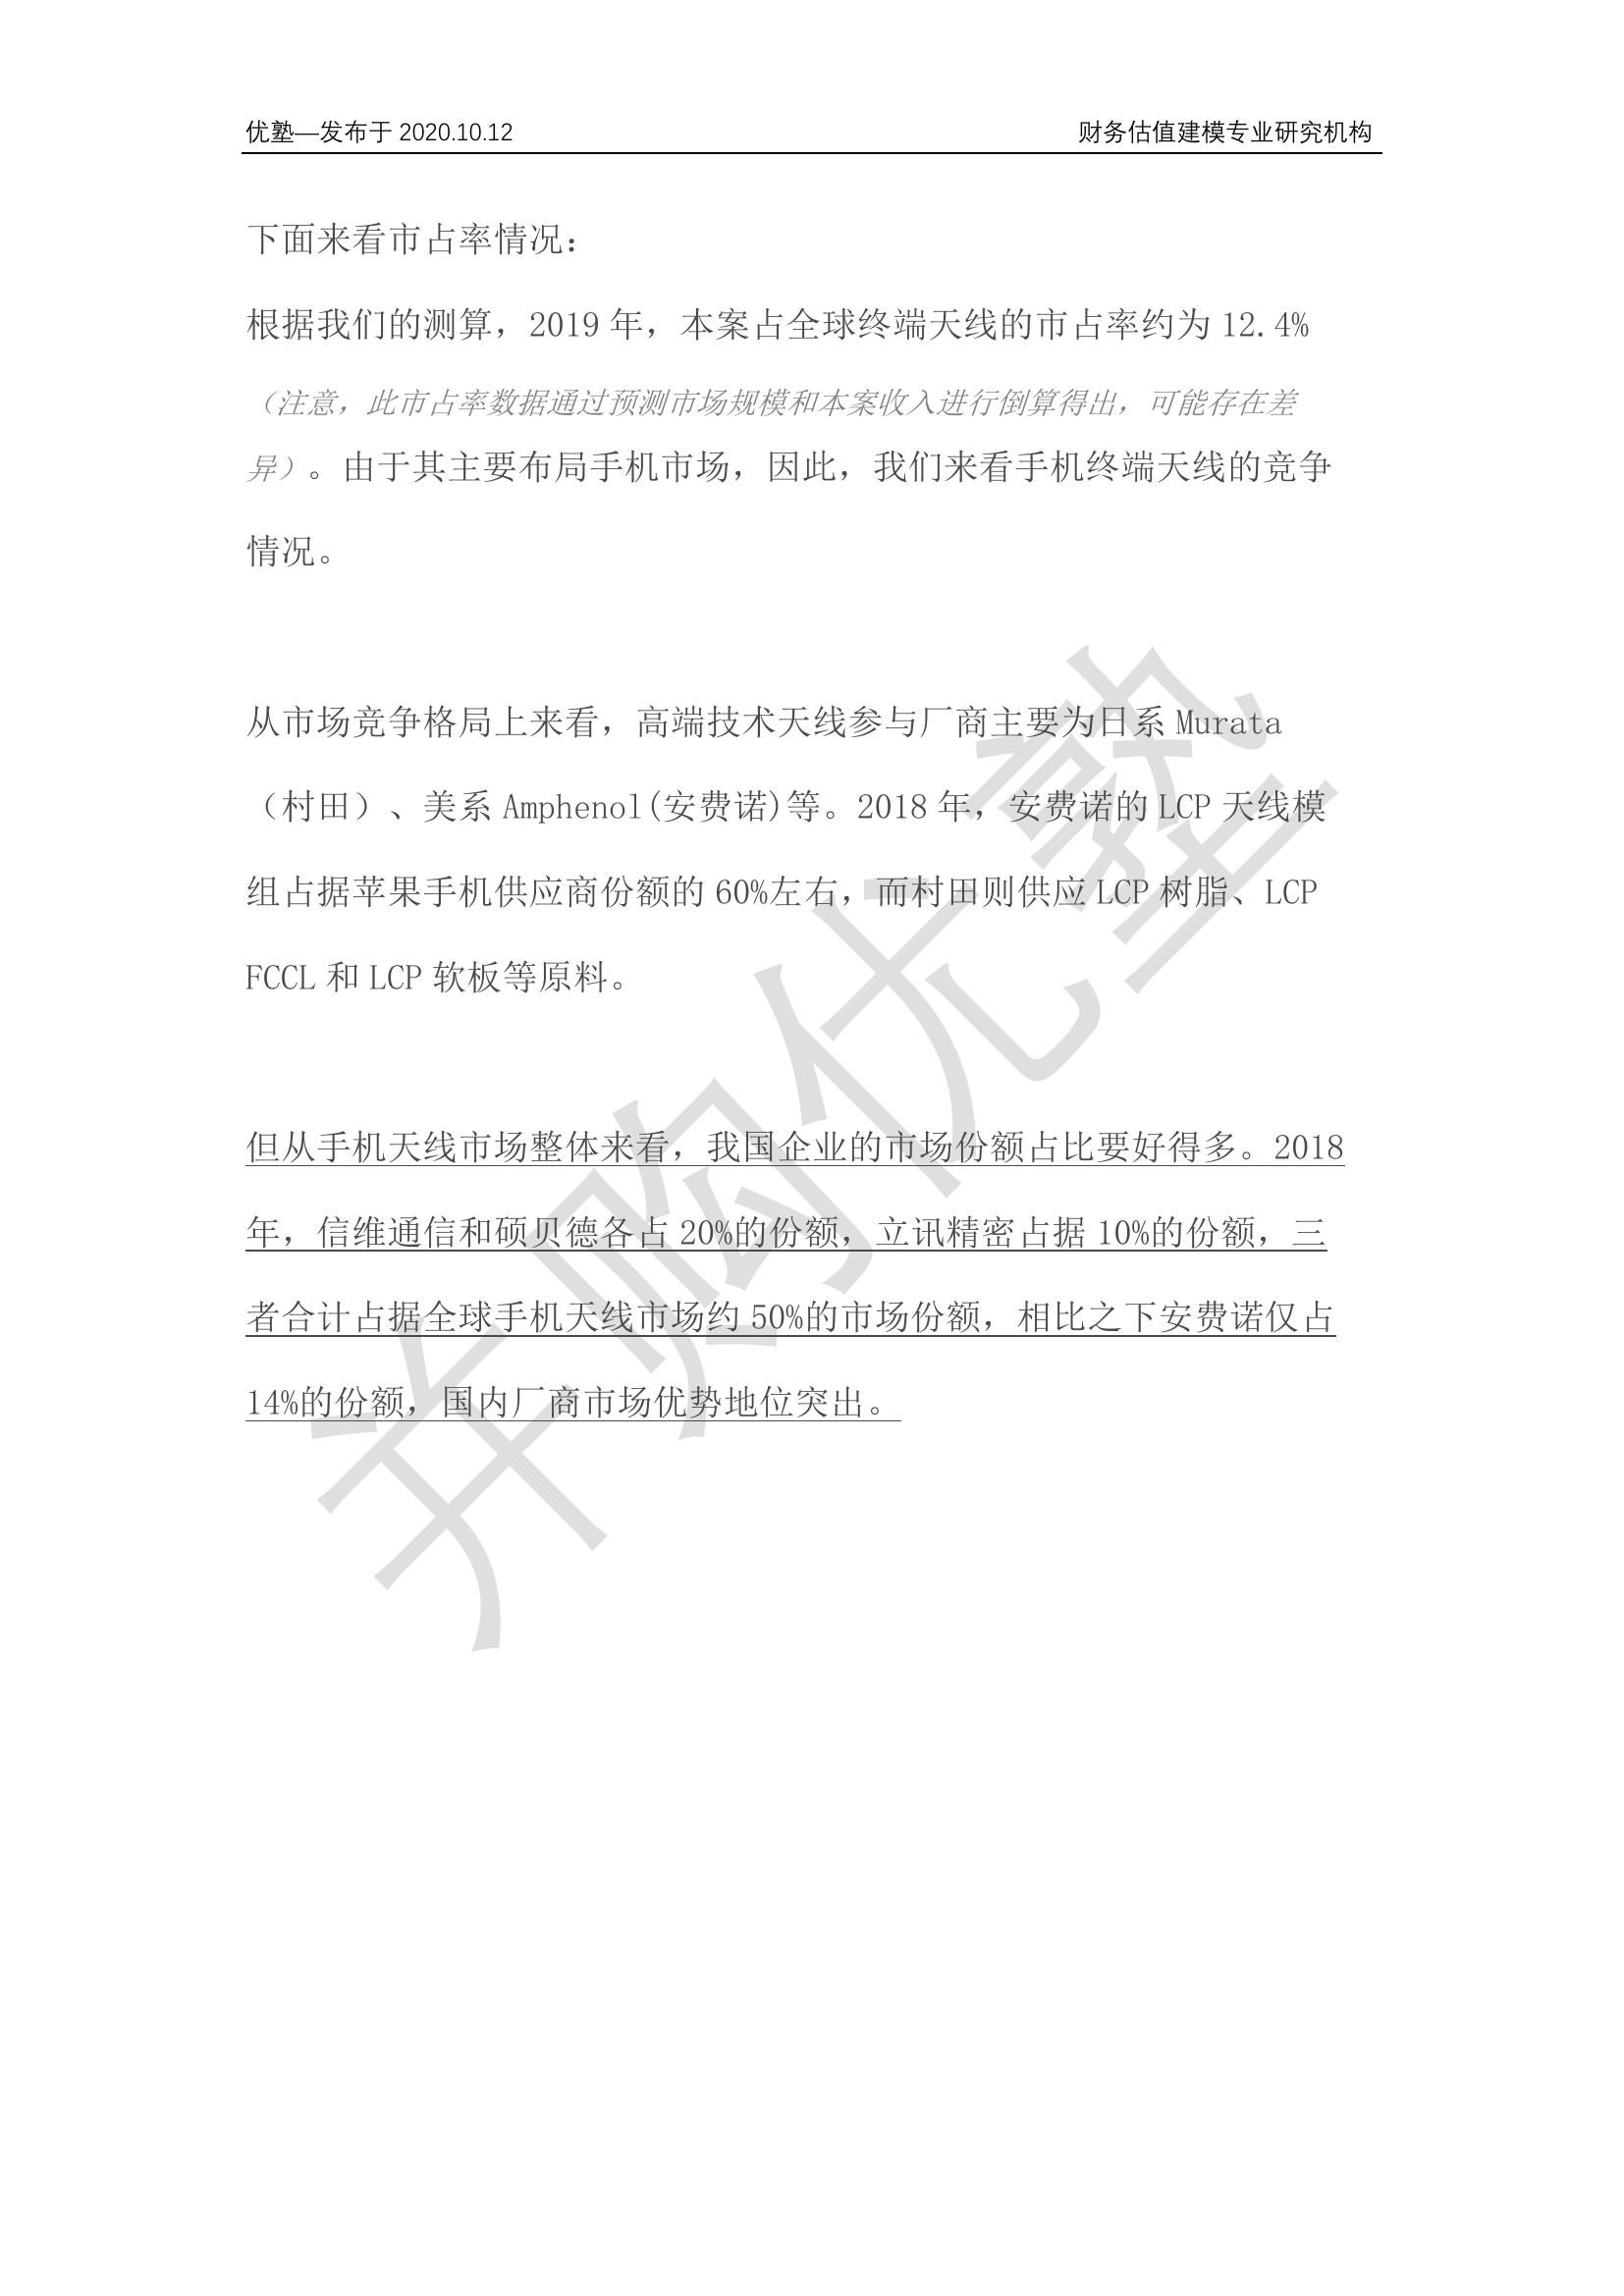 优塾—发布于 2020.10.12 财务估值建模专业研究机构
下面来看市占率情况：
根据我们的测算，2019 年，本案占全球终端天线的市占率约为 12.4%
（注意，此市占率数据通过预测市场规模和本案收入进行倒算得出，可能存在差
异）。由于其主要布局手机市场，因此，我们来看手机终端天线的竞争
情况。
从市场竞争格局上来看，高端技术天线参与厂商主要为日系 Murata
（村田）、美系 Amphenol(安费诺)等。2018 年，安费诺的 LCP 天线模
组占据苹果手机供应商份额的 60%左右，而村田则供应 LCP 树脂、LCP
FCCL 和 LCP 软板等原料。
但从手机天线市场整体来看，我国企业的市场份额占比要好得多。2018
年，信维通信和硕贝德各占 20%的份额，立讯精密占据 10%的份额，三
者合计占据全球手机天线市场约 50%的市场份额，相比之下安费诺仅占
14%的份额，国内厂商市场优势地位突出。
并购优塾